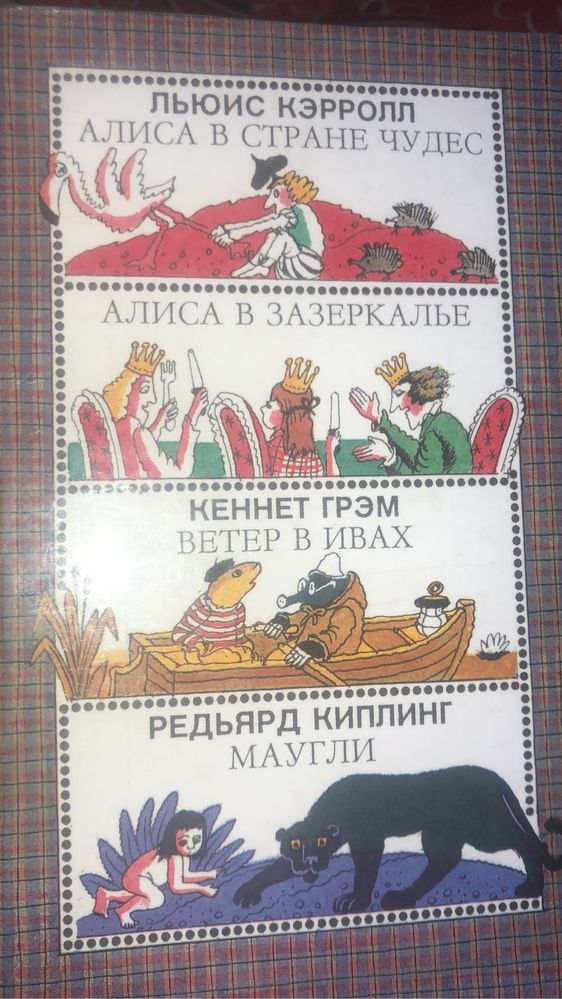 ЛЬЮИС КЭРРОЛЛ
АЛИСА В СТРАНЕ ЧУДЕС
АЛИСА В ЗАЗЕРКАЛЬЕ
КЕННЕТ ГРЭМ
ВЕТЕР В ИВАХ
РЕДЬЯРД КИПЛИНГ
МАУГЛИ